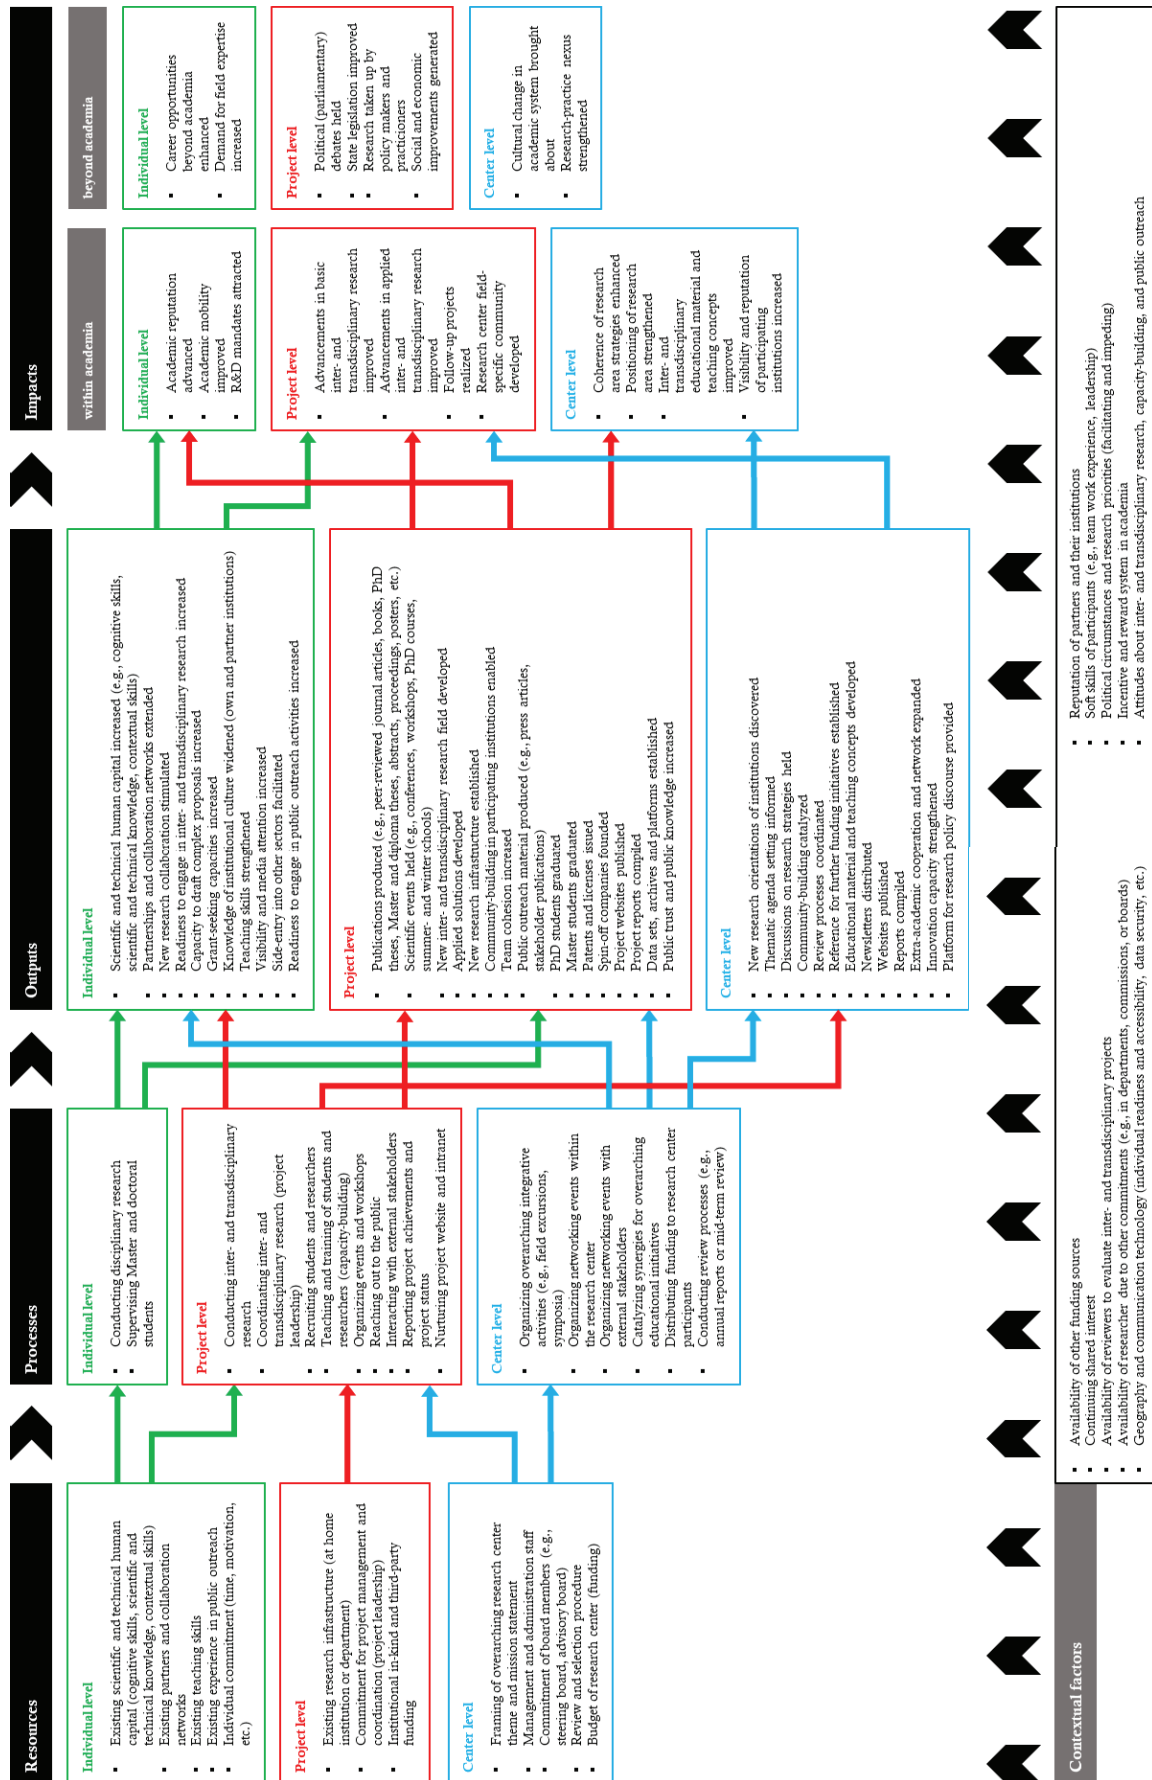 Resources
Individual level
Existing scientific and technical human
capital (cognitive skills, scientific and
technical knowledge, contextual skills)
Existing partners and collaboration
networks
Existing teaching skills
Existing experience in public outreach
Individual commitment (time, motivation,
etc.)
Project level
Existing research infrastructure (at home
institution or department)
Commitment for project management and
coordination (project leadership)
Institutional in-kind and third-party
funding
Center level
Framing of overarching research center
theme and mission statement
Management and administration staff
Commitment of board members (e.g.,
steering board, advisory board)
Review and selection procedure
Budget of research center (funding)
Processes
Individual level
Conducting disciplinary research
Supervising Master and doctoral
students
Project level
Conducting inter- and transdisciplinary
research
Coordinating inter- and
transdisciplinary research (project
leadership)
Recruiting students and researchers
Teaching and training of students and
researchers (capacity-building)
Organizing events and workshops
Reaching out to the public
Interacting with external stakeholders
Reporting project achievements and
project status
Nurturing project website and intranet
Center level
Organizing overarching integrative
activities (e.g., field excursions,
symposia)
Organizing networking events within
the research center
Organizing networking events with
external stakeholders
Catalyzing synergies for overarching
educational initiatives
Distributing funding to research center
participants
Conducting review processes (e.g.,
annual reports or mid-term review)
Outputs
Individual level
Scientific and technical human capital increased (e.g., cognitive skills,
scientific and technical knowledge, contextual skills)
Partnerships and collaboration networks extended
New research collaboration stimulated
Readiness to engage in inter- and transdisciplinary research increased
Capacity to draft complex proposals increased
Grant-seeking capacities increased
Knowledge of institutional culture widened (own and partner institutions)
Teaching skills strengthened
Visibility and media attention increased
Side-entry into other sectors facilitated
Readiness to engage in public outreach activities increased
Project level
Publications produced (e.g., peer-reviewed journal articles, books, PhD
theses, Master and diploma theses, abstracts, proceedings, posters, etc.)
Scientific events held (e.g., conferences, workshops, PhD courses,
summer- and winter schools)
New inter- and transdisciplinary research field developed
Applied solutions developed
New research infrastructure established
Community-building in participating institutions enabled
Team cohesion increased
Public outreach material produced (e.g., press articles,
stakeholder publications)
PhD students graduated
Master students graduated
Patents and licenses issued
Spin-off companies founded
Project websites published
Project reports compiled
Data sets, archives and platforms established
Public trust and public knowledge increased
Center level
New research orientations of institutions discovered
Thematic agenda setting informed
Discussions on research strategies held
Community-building catalyzed
Review processes coordinated
Reference further funding initiatives established
Educational material and teaching concepts developed
Newsletters distributed
Websites published
Reports compiled
Extra-academic cooperation and network expanded
Innovation capacity strengthened
Platform for research policy discourse provided
Impacts
within academia
Individual level
Academic reputation
advanced
Academic mobility
improved
R&D mandates attracted
Project level
Advancements in basic
inter- and
transdisciplinary research
improved
Advancements in applied
inter- and
transdisciplinary research
improved
Follow-up projects
realized
Research center field-
specific community
developed
Center level
Coherence of research
area strategies enhanced
Positioning of research
area strengthened
Inter- and
transdisciplinary
educational material and
teaching concepts
improved
Visibility and reputation
of participating
institutions increased
beyond academia
Individual level
Career opportunities
beyond academia
enhanced
Demand for field expertise
increased
Project level
Political (parliamentary)
debates held
State legislation improved
Research taken up by
policy makers and
practicioners
Social and economic
improvements generated
Center level
Cultural change in
academic system brought
about
Research-practice nexus
strengthened
Contextual factors
Availability of other funding sources
Continuing shared interest
Availability of reviewers to evaluate inter- and transdisciplinary projects
Availability of researcher due to other commitments (e.g., in departments, commissions, or boards)
Geography and communication technology (individual readiness and accessibility, data security, etc.)
Reputation of partners and their institutions
Soft skills of participants (e.g., team work experience, leadership)
Political circumstances and research priorities (facilitating and impeding)
Incentive and reward system in academia
Attitudes about inter- and transdisciplinary research, capacity-building, and public outreach